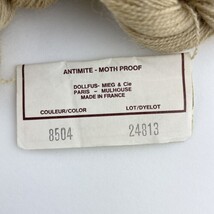 ANTIMITE - MOTH PROOF
DOLLFUS- MIEG & Cie
PARIS - MULHOUSE
MADE IN FRANCE
COULEUR/COLOR LOT/DYELOT
8504 24813